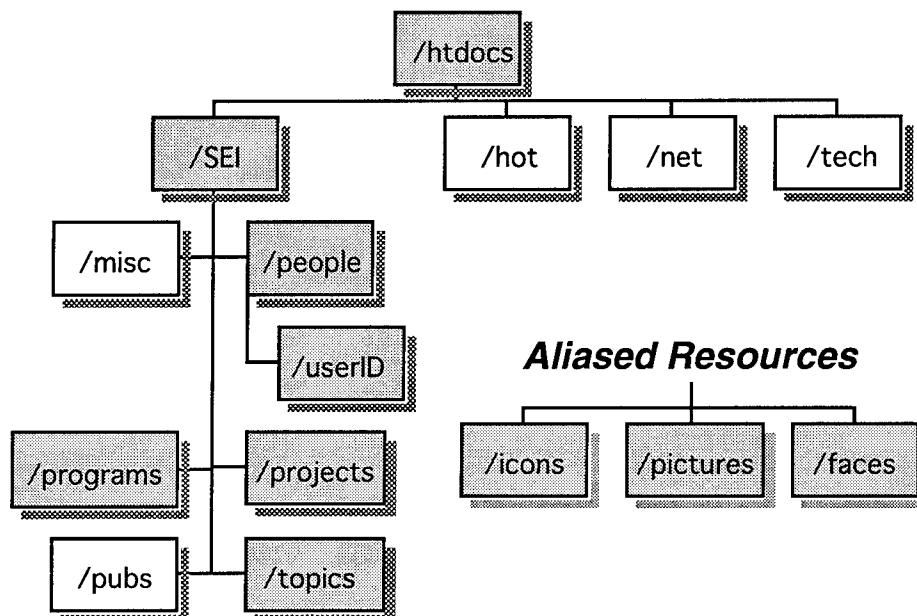 /htdocs
/SEI
/hot
/net
/tech
/misc
/people
/userID
Aliased Resources
/programs
/projects
/icons
/pictures
/faces
/pubs
/topics